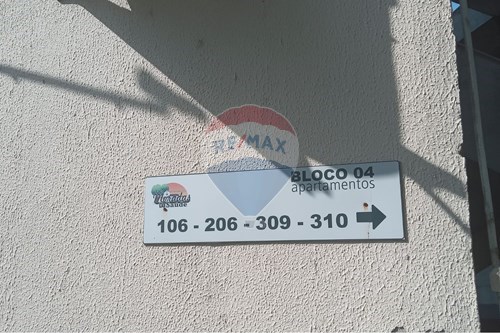 RE/MAX
BLOCO 04
apartamentos
106 - 206 - 309 - 310